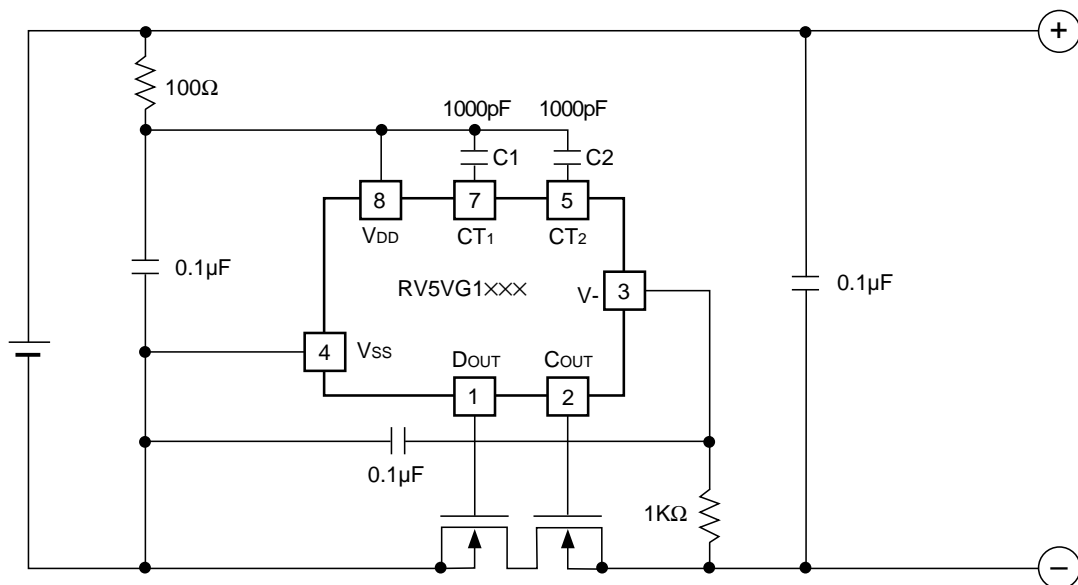 +
100Ω
1000pF 1000pF
C1 C2
8 7 5
VDD CT1 CT2
0.1µF
RV5VG1×××
V- 3
0.1µF
4 VSS
DOUT COUT
1 2
0.1µF
1KΩ
−